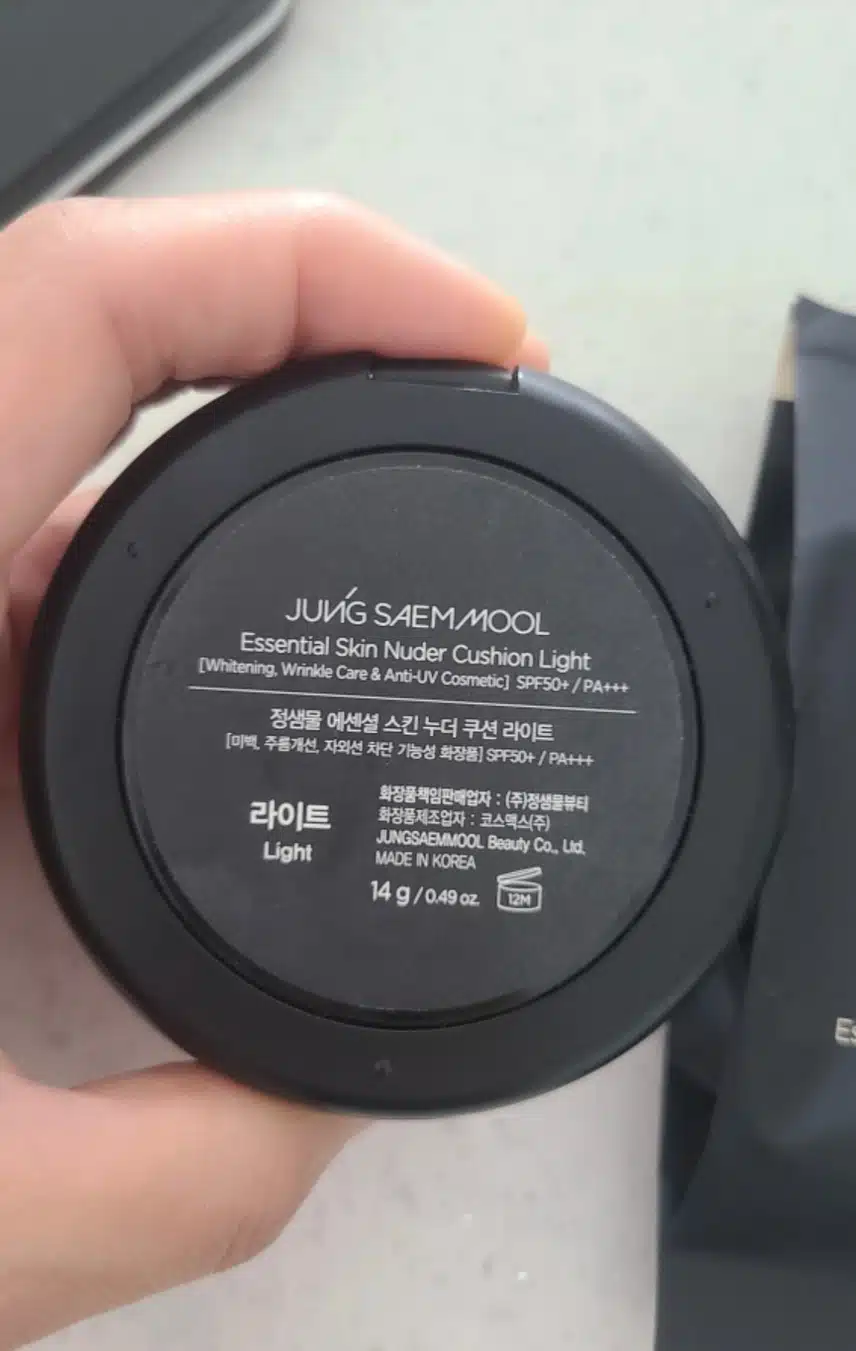 JUNG SAEMMOOL
Essential Skin Nuder Cushion Light
[Whitening, Wrinkle Care & Anti-UV Cosmetic] SPF50+ / PA+++
정샘물 에센셜 스킨 누더 쿠션 라이트
[미백, 주름개선, 자외선 차단 기능성 화장품] SPF50+ / PA+++
라이트
Light
화장품책임판매업자 : (주)정샘물뷰티
화장품제조업자 : 코스맥스(주)
JUNGSAEMMOOL Beauty Co., Ltd.
MADE IN KOREA
14 g / 0.49 oz.
12M